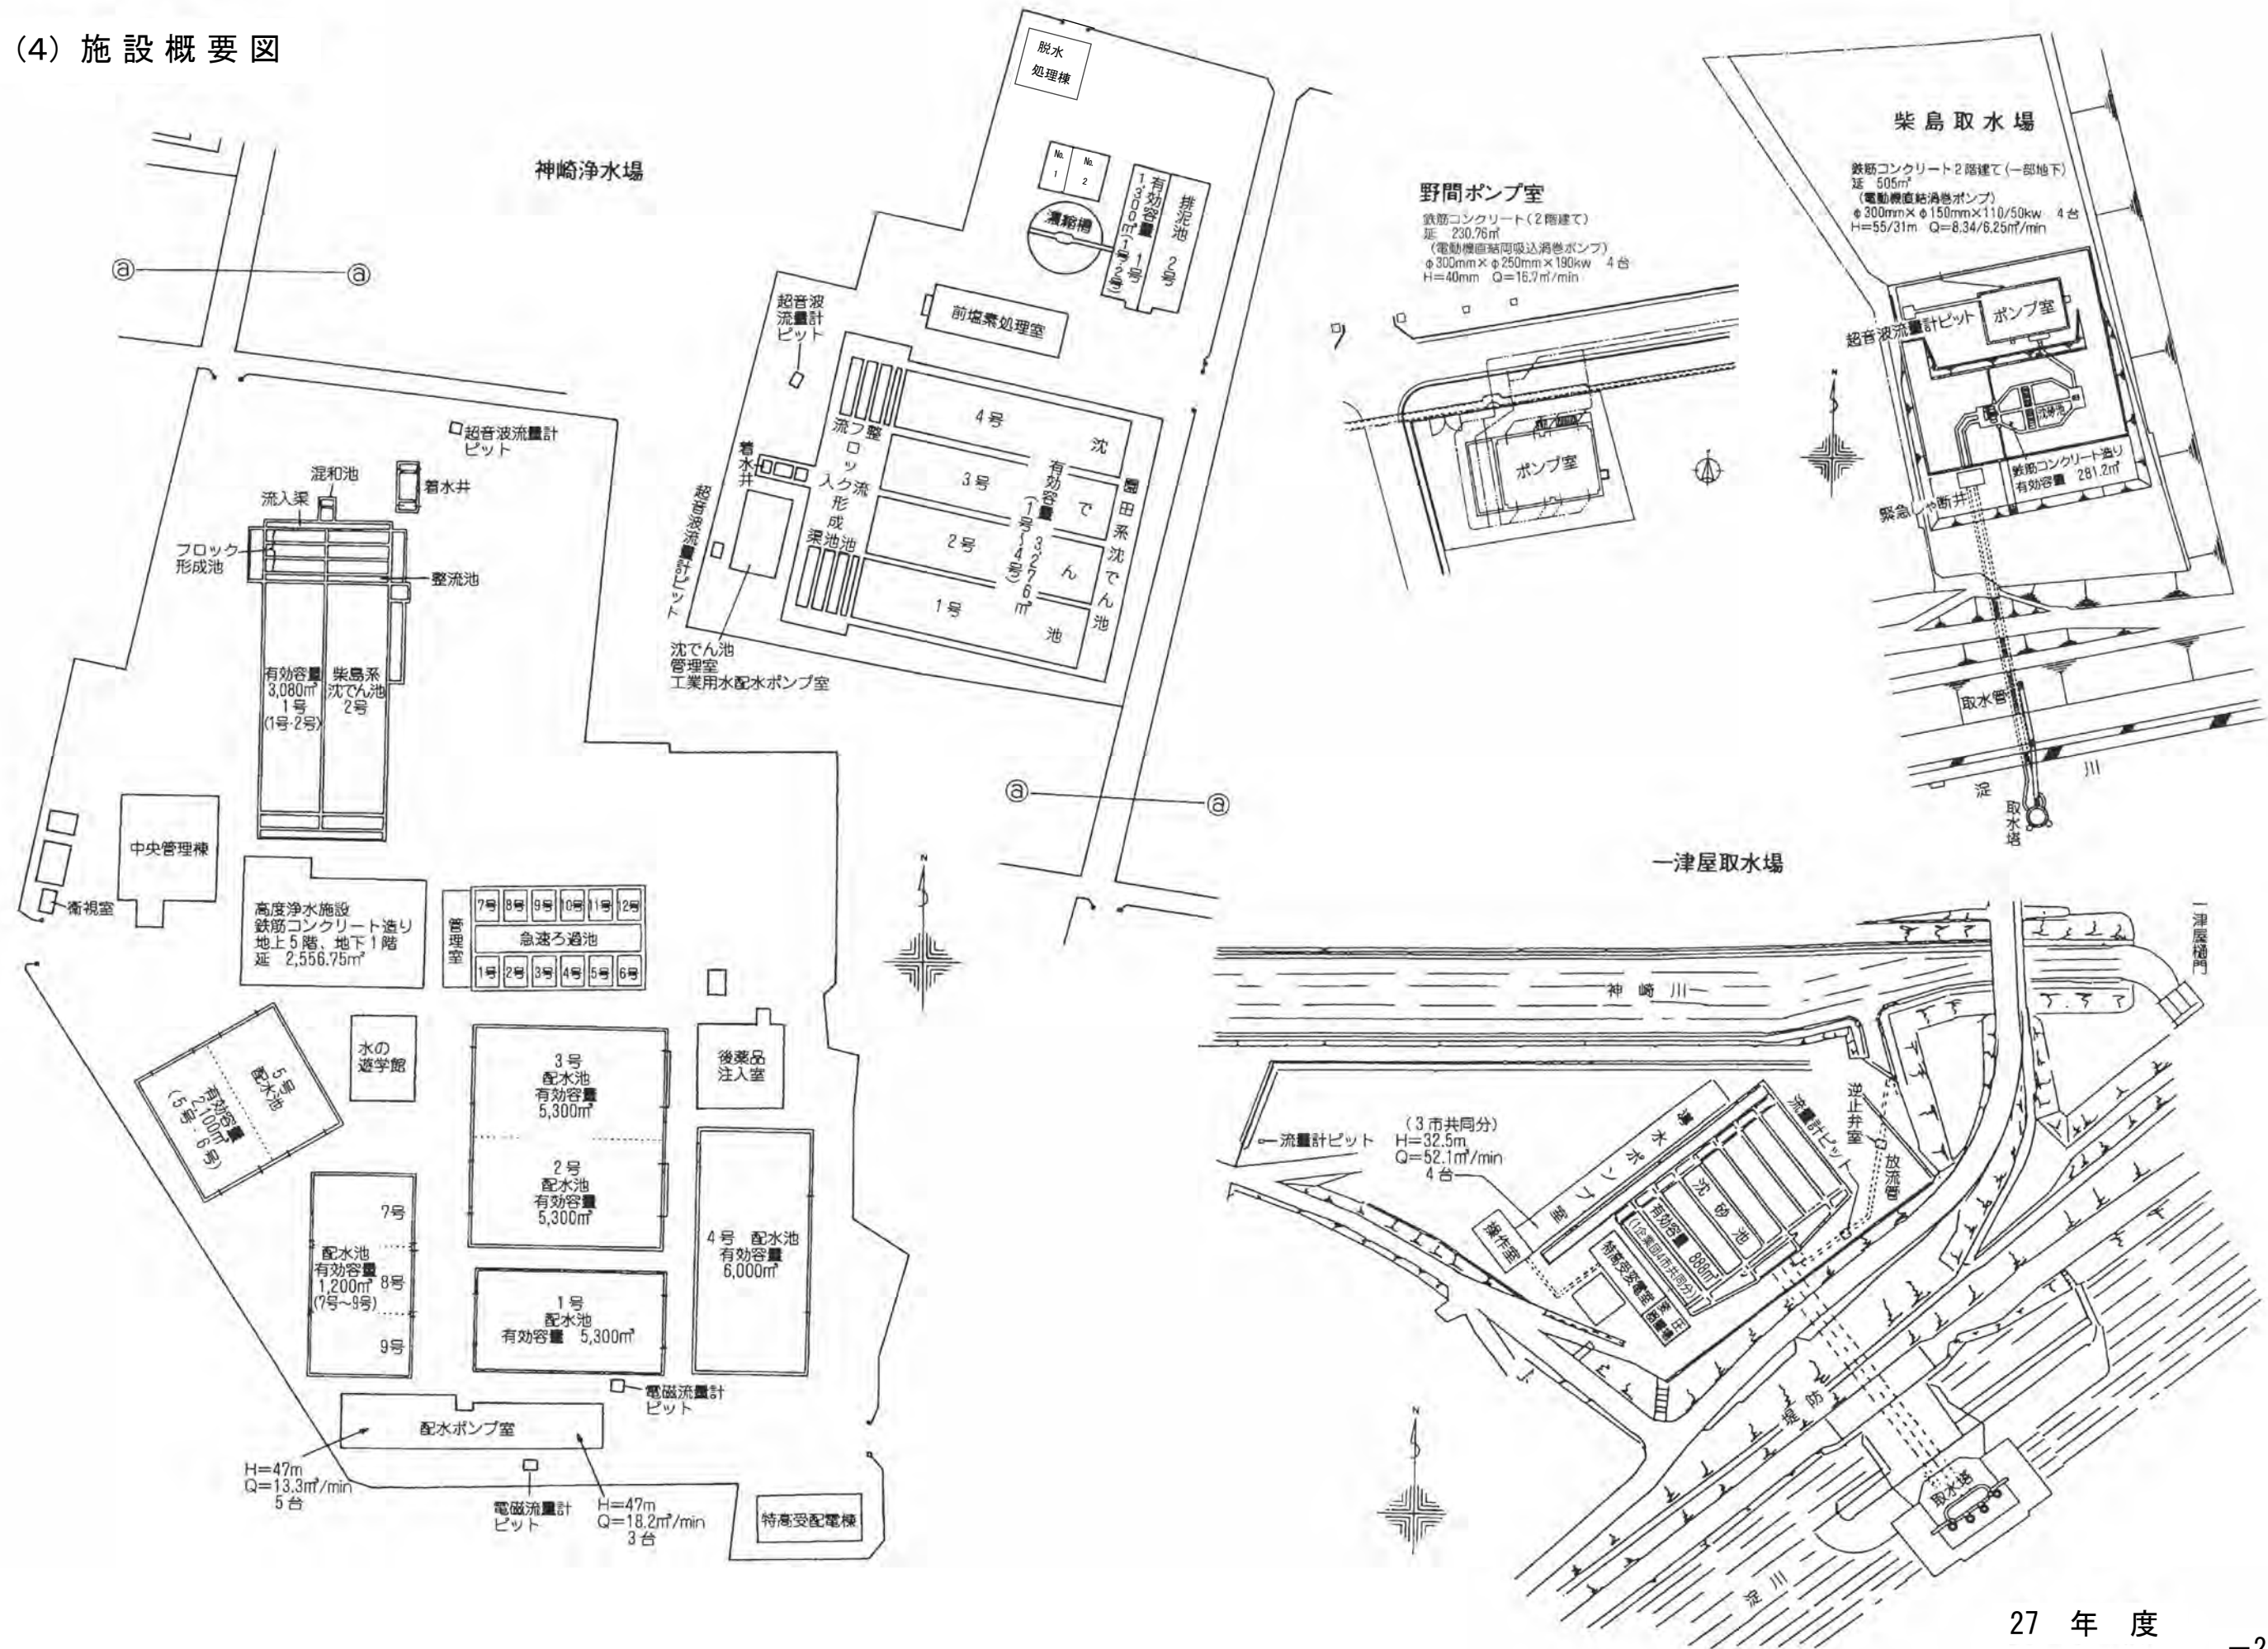 (4) 施設概要図
神崎浄水場
ⓐ
ⓐ
超音波流量計
ピット
混和池
流入渠
着水井
ブロック
形成池
整流池
有効容量
3,080㎥
1号
(1号·2号)
柴島系
沈でん池
2号
中央管理棟
衛視室
高度浄水施設
鉄筋コンクリート造り
地上5階、地下1階
延 2,556.75㎡
管理室
7号 8号 9号 10号 11号 12号
急速ろ過池
1号 2号 3号 4号 5号 6号
5号
配水池
有効容量
2,100㎥
(5号·6号)
水の
遊学館
3号
配水池
有効容量
5,300㎥
2号
配水池
有効容量
5,300㎥
後薬品
注入室
4号 配水池
有効容量
6,000㎥
7号
配水池
有効容量
1,200㎥
(7号～9号)
8号
9号
1号
配水池
有効容量 5,300㎥
電磁流量計
ピット
配水ポンプ室
H=47m
Q=13.3㎥/min
5台
電磁流量計
ピット
H=47m
Q=18.2㎥/min
3台
特高受配電棟
脱水
処理棟
No.
1
No.
2
濃縮槽
排泥池 2号
有効容量 1号
1,300㎥(1号·2号)
前塩素処理室
超音波
流量計
ピット
着水井
超音波流量計ピット
流入渠
フロック形成池
整流池
4号
3号
2号
1号
沈でん池
有効容量 3,276㎥
(1号～4号)
園田系沈でん池
沈でん池
管理室
工業用水配水ポンプ室
ⓐ
ⓐ
N
野間ポンプ室
鉄筋コンクリート(2階建て)
延 230.76㎡
(電動機直結両吸込渦巻ポンプ)
φ300mm×φ250mm×190kw 4台
H=40mm Q=16.7㎥/min
ポンプ室
柴島取水場
鉄筋コンクリート2階建て(一部地下)
延 505㎡
(電動機直結渦巻ポンプ)
φ300mm×φ150mm×110/50kw 4台
H=55/31m Q=8.34/6.25㎥/min
ポンプ室
超音波流量計ピット
N
沈砂池
鉄筋コンクリート造り
有効容量 281.2㎥
緊急しゃ断井
取水管
淀川
取水塔
一津屋取水場
一津屋樋門
神崎川
流量計ピット
(3市共同分)
H=32.5m
Q=52.1㎥/min
4台
導水ポンプ室
操作室
流量計ピット
逆止弁室
放流管
沈砂池
有効容量 888㎥
(1企業団4市共同分)
特高受変電室
堤防
取水塔
淀川
N
27 年 度